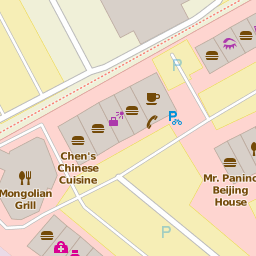 P
P
Chen's
Chinese
Cuisine
Mongolian
Grill
Mr. Panino
Beijing
House
P